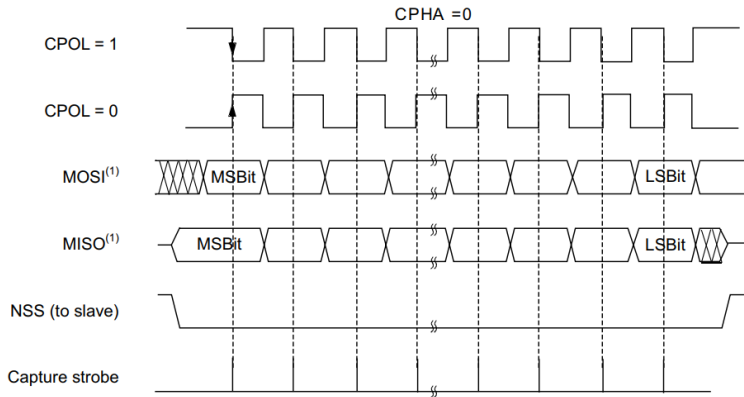 CPHA =0
CPOL = 1
CPOL = 0
MOSI(1) MSBit LSBit
MISO(1) MSBit LSBit
NSS (to slave)
Capture strobe